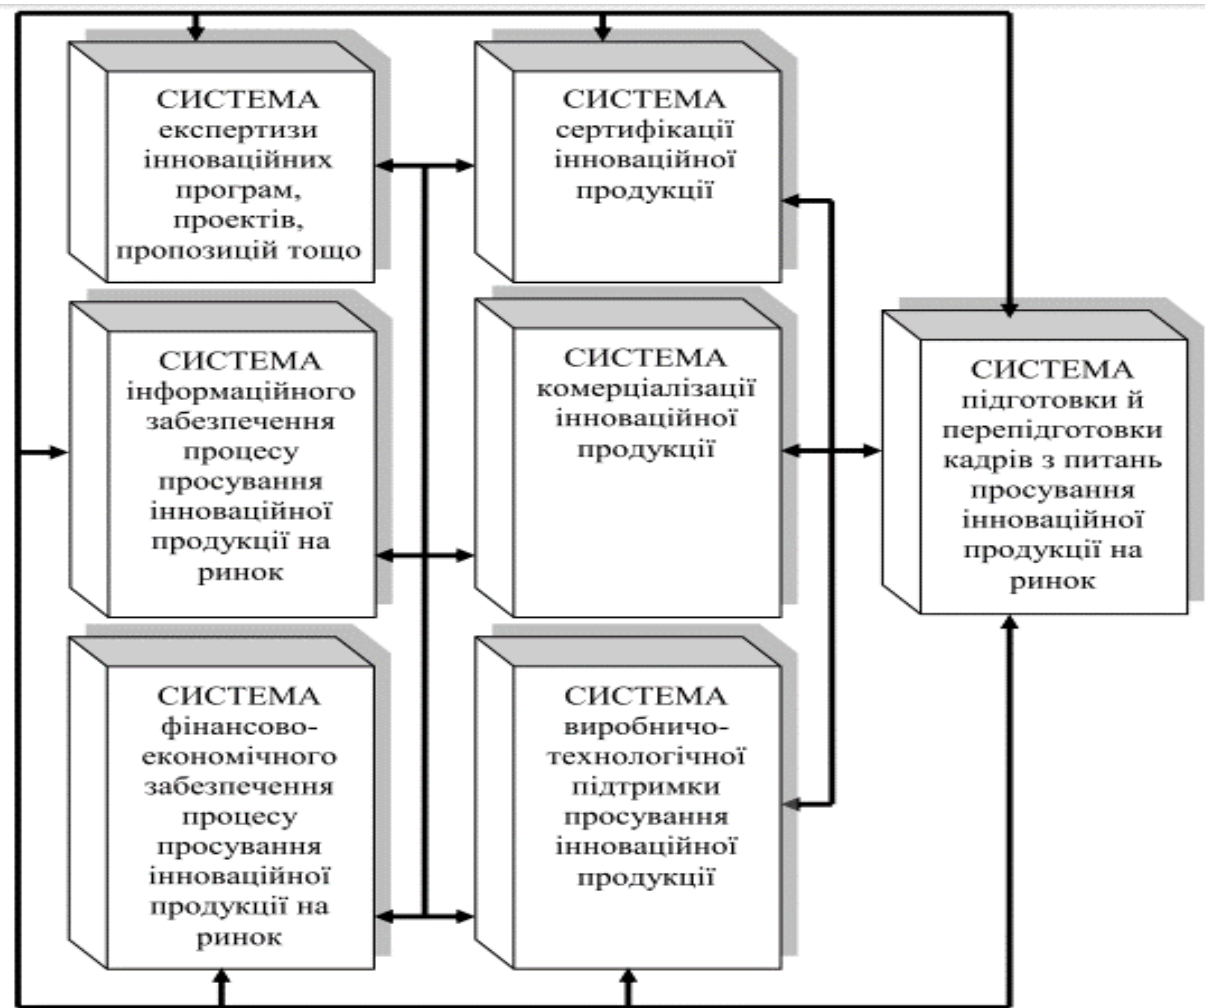 СИСТЕМА
експертизи
інноваційних
програм,
проектів,
пропозицій тощо
СИСТЕМА
сертифікації
інноваційної
продукції
СИСТЕМА
інформаційного
забезпечення
процесу
просування
інноваційної
продукції на
ринок
СИСТЕМА
комерціалізації
інноваційної
продукції
СИСТЕМА
підготовки й
перепідготовки
кадрів з питань
просування
інноваційної
продукції на
ринок
СИСТЕМА
фінансово-
економічного
забезпечення
процесу
просування
інноваційної
продукції на
ринок
СИСТЕМА
виробничо-
технологічної
підтримки
просування
інноваційної
продукції